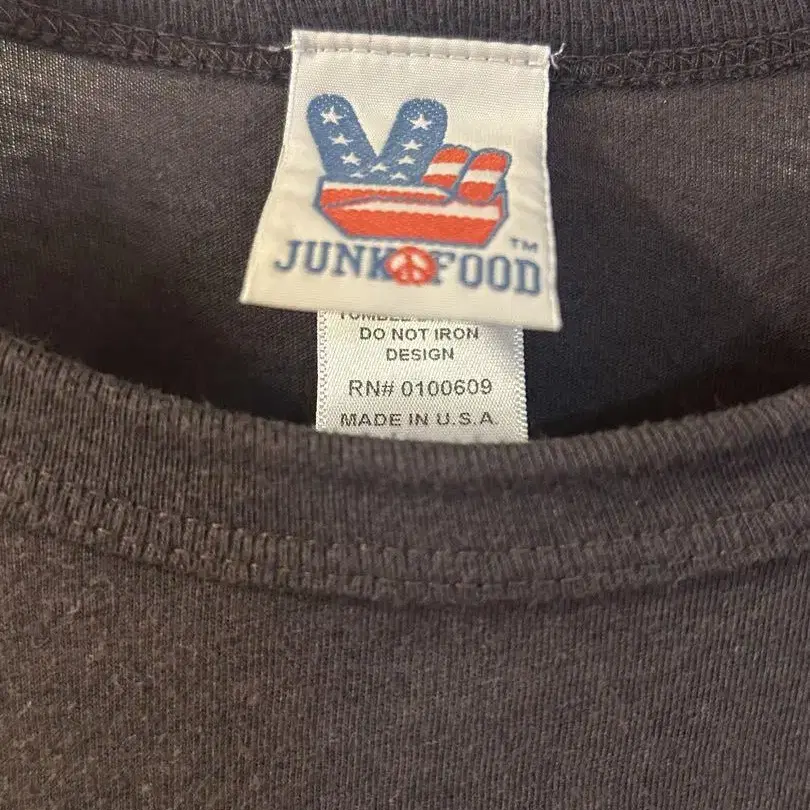 JUNK FOOD TM
DO NOT IRON
DESIGN
RN# 0100609
MADE IN U.S.A.